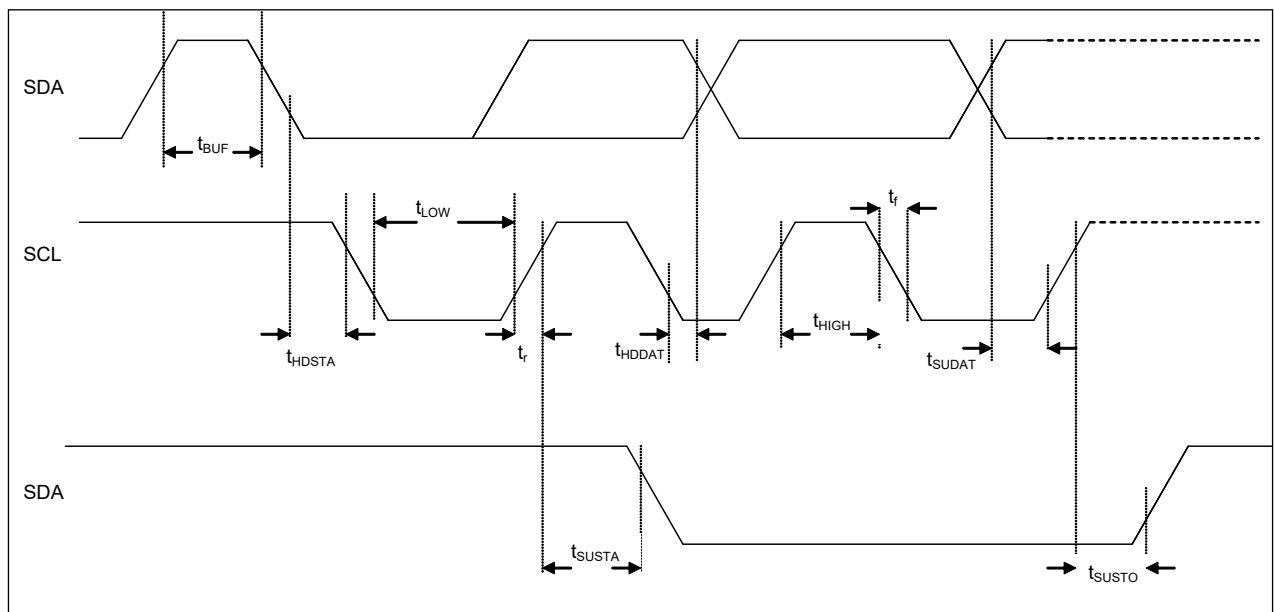 SDA
t_BUF
t_LOW
t_f
SCL
t_HDSTA
t_r
t_HDDAT
t_HIGH
t_SUDAT
SDA
t_SUSTA
t_SUSTO